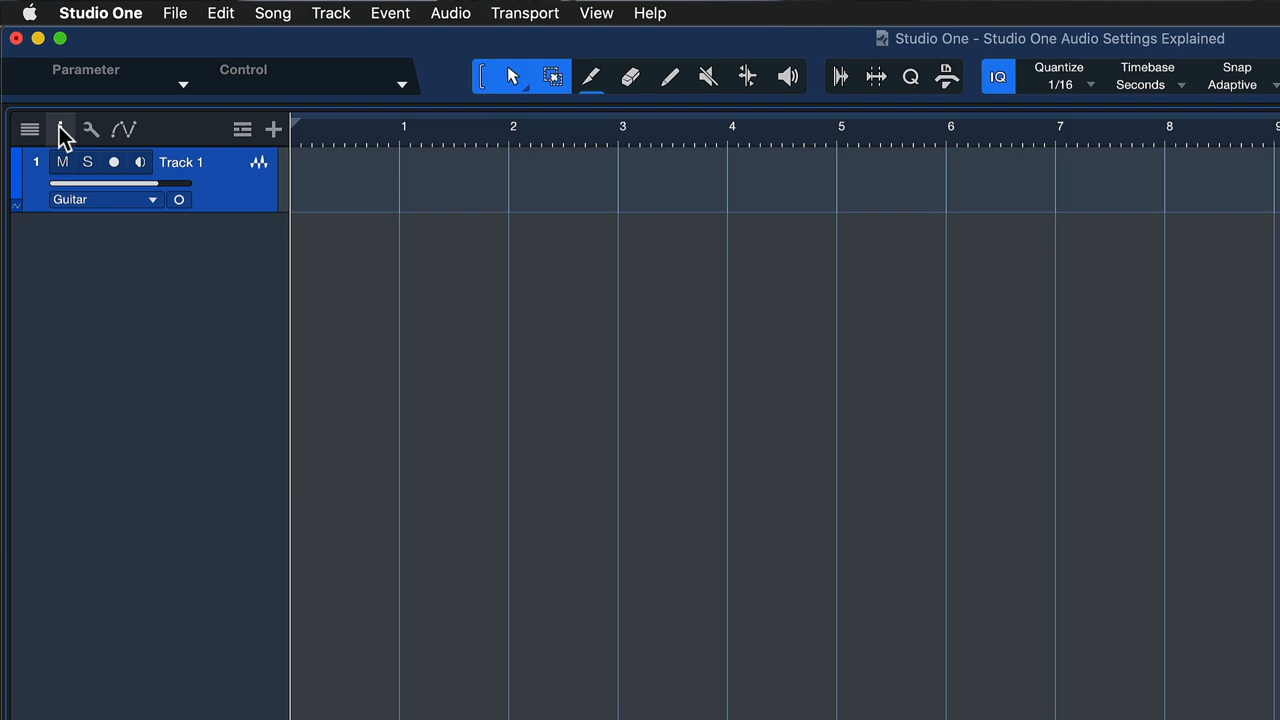 Studio One File Edit Song Track Event Audio Transport View Help
Studio One - Studio One Audio Settings Explained
Parameter Control
IQ
Quantize
1/16
Timebase
Seconds
Snap
Adaptive
1 2 3 4 5 6 7 8 9
1 M S Track 1
Guitar